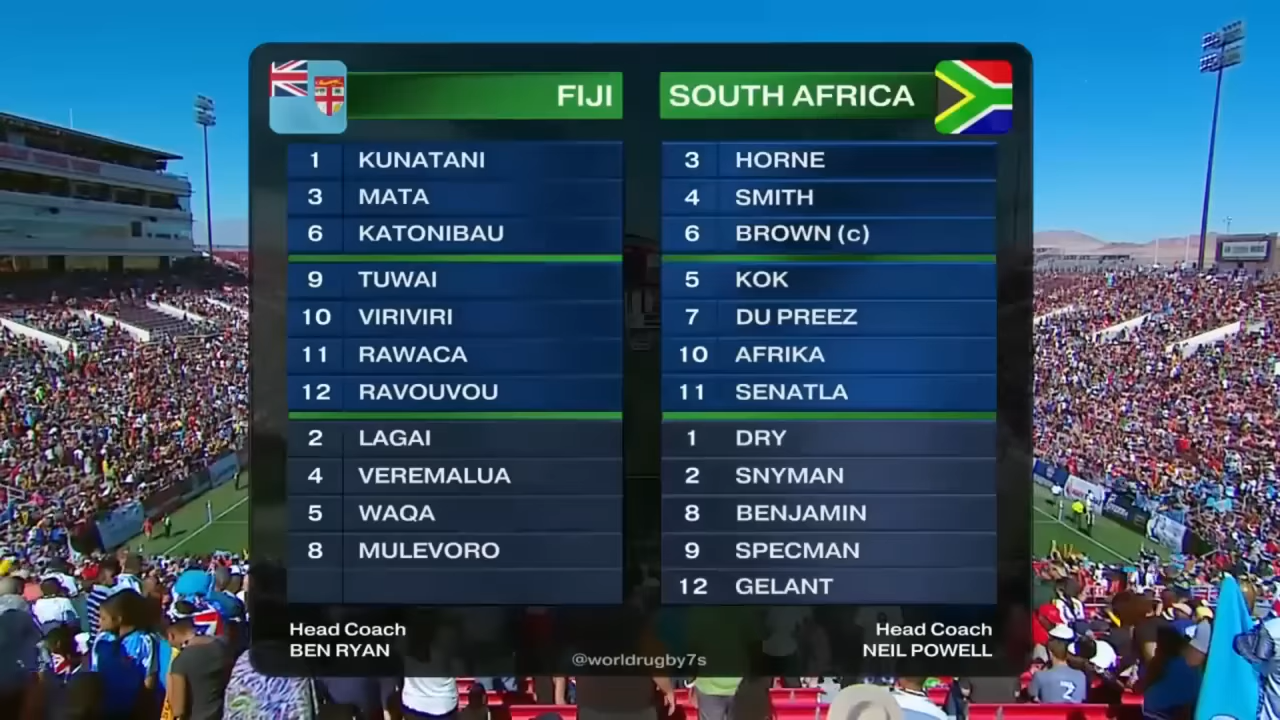 FIJI
1 KUNATANI
3 MATA
6 KATONIBAU
9 TUWAI
10 VIRIVIRI
11 RAWACA
12 RAVOUVOU
2 LAGAI
4 VEREMALUA
5 WAQA
8 MULEVORO
Head Coach
BEN RYAN
SOUTH AFRICA
3 HORNE
4 SMITH
6 BROWN (c)
5 KOK
7 DU PREEZ
10 AFRIKA
11 SENATLA
1 DRY
2 SNYMAN
8 BENJAMIN
9 SPECMAN
12 GELANT
Head Coach
NEIL POWELL
@worldrugby7s